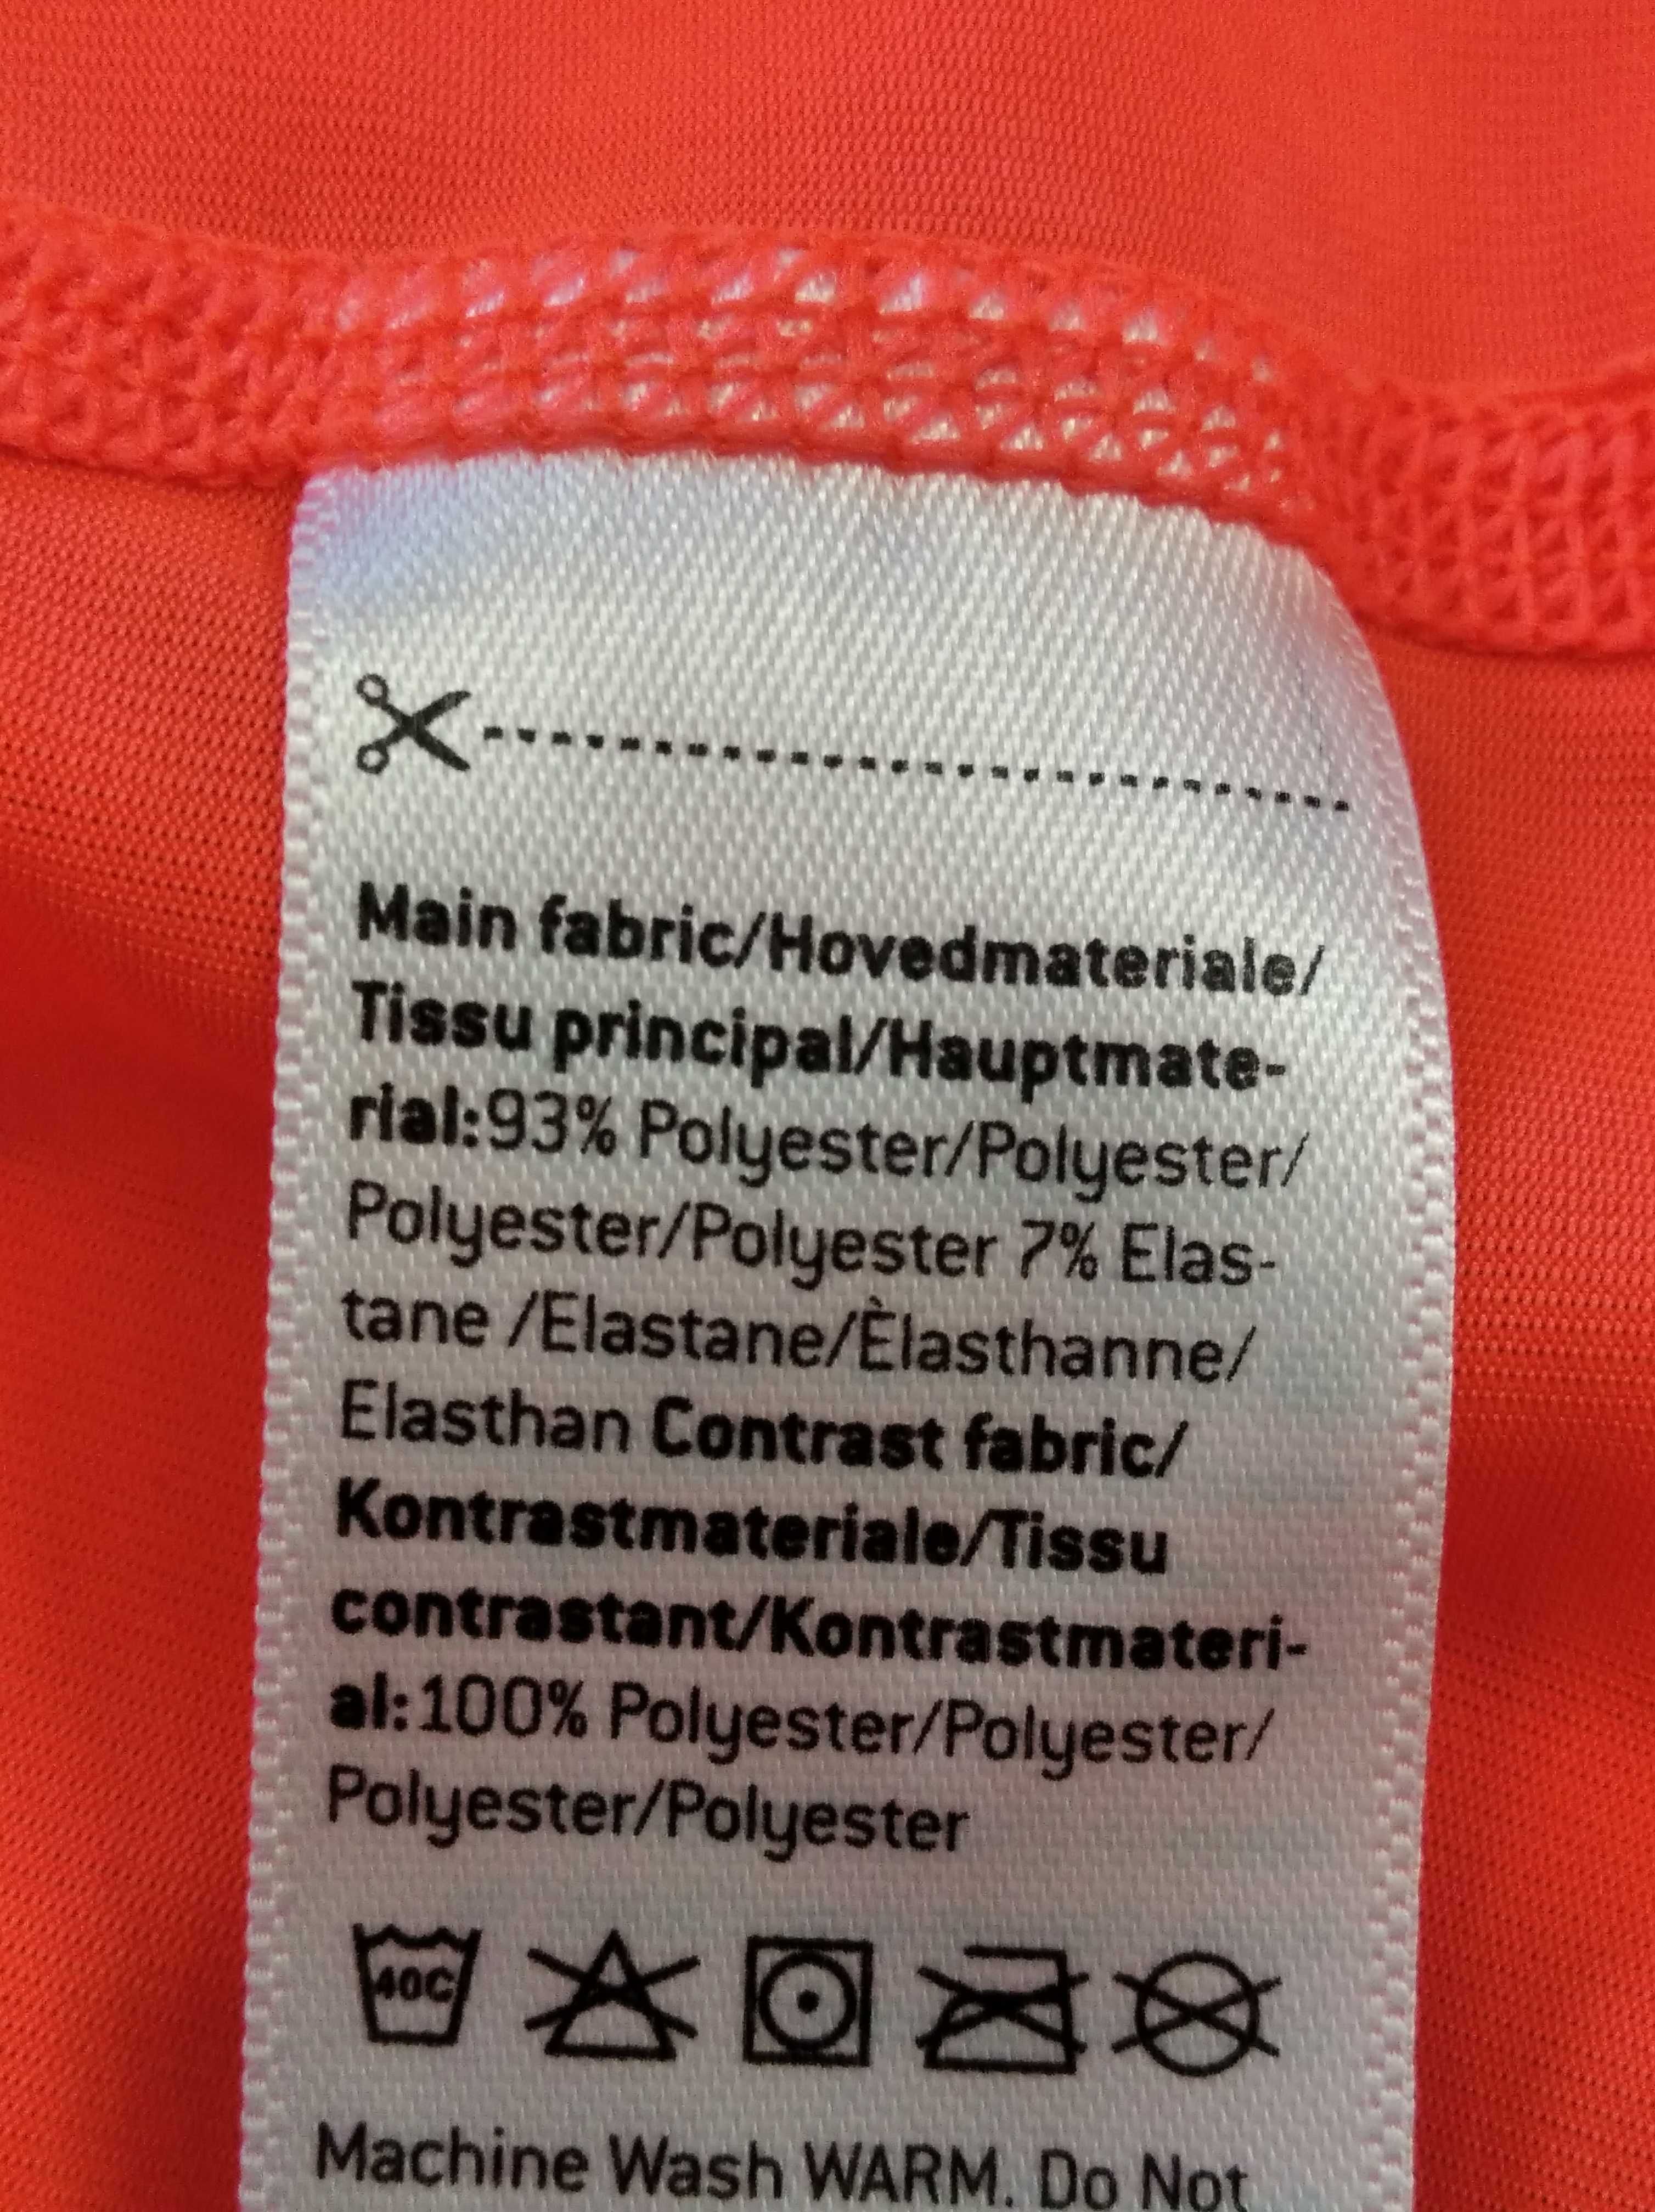 Main fabric/Hovedmateriale/
Tissu principal/Hauptmate-
rial:93% Polyester/Polyester/
Polyester/Polyester 7% Elas-
tane /Elastane/Èlasthanne/
Elasthan Contrast fabric/
Kontrastmateriale/Tissu
contrastant/Kontrastmateri-
al:100% Polyester/Polyester/
Polyester/Polyester
40C
Machine Wash WARM. Do Not